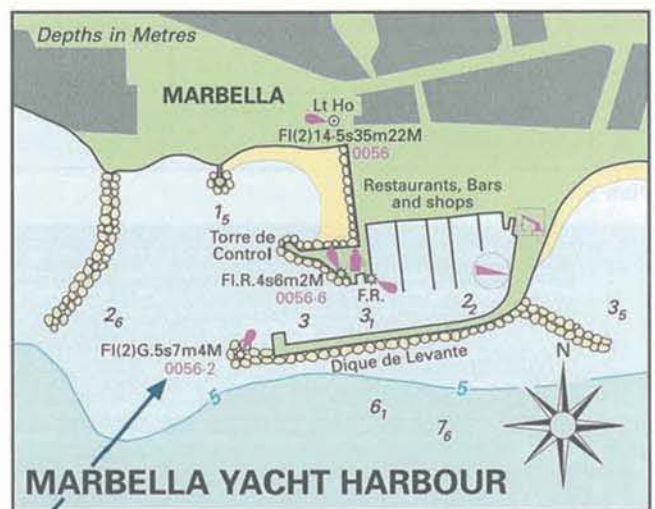 Depths in Metres
MARBELLA
Lt Ho
Fl(2)14·5s35m22M
0056
Restaurants, Bars
and shops
1₅
Torre de
Control
Fl.R.4s6m2M
0056·6
F.R.
2₆
3
3₁
2₂
3₅
Fl(2)G.5s7m4M
0056·2
Dique de Levante
N
5
5
6₁
7₆
MARBELLA YACHT HARBOUR